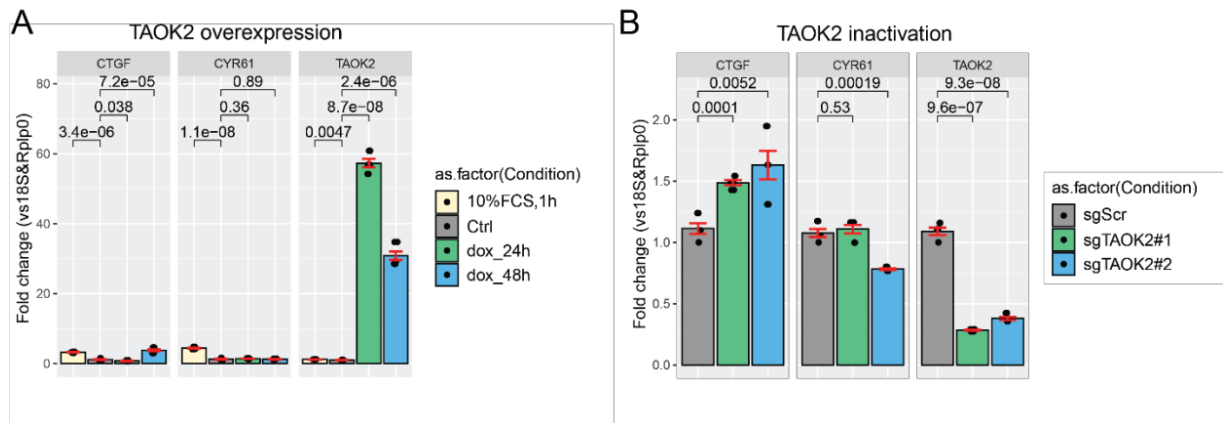 A
TAOK2 overexpression
CTGF
CYR61
TAOK2
7.2e−05
0.89
2.4e−06
0.038
0.36
8.7e−08
3.4e−06
1.1e−08
0.0047
80
60
40
20
0
Fold change (vs18S&Rplp0)
as.factor(Condition)
10%FCS,1h
Ctrl
dox_24h
dox_48h
B
TAOK2 inactivation
CTGF
CYR61
TAOK2
0.0052
0.00019
9.3e−08
0.0001
0.53
9.6e−07
2.0
1.5
1.0
0.5
0.0
Fold change (vs18S&Rplp0)
as.factor(Condition)
sgScr
sgTAOK2#1
sgTAOK2#2